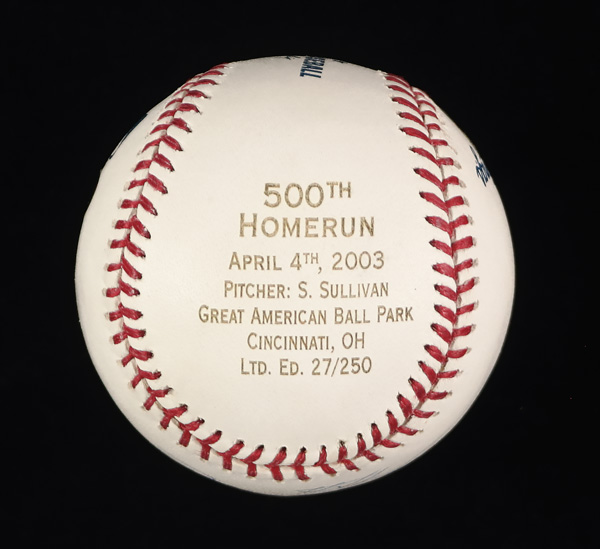 500TH
HOMERUN
APRIL 4TH, 2003
PITCHER: S. SULLIVAN
GREAT AMERICAN BALL PARK
CINCINNATI, OH
LTD. ED. 27/250